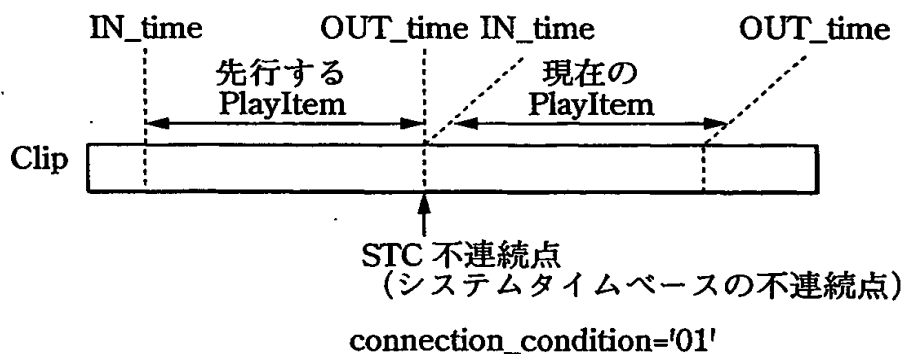 IN_time OUT_time IN_time OUT_time
先行する 現在の
PlayItem PlayItem
Clip
STC 不連続点
(システムタイムベースの不連続点)
connection_condition='01'